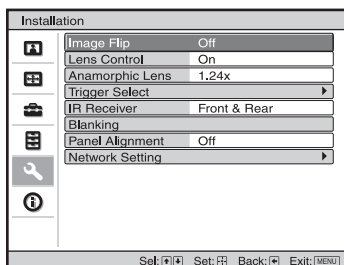 Installation
Image Flip Off
Lens Control On
Anamorphic Lens 1.24x
Trigger Select
IR Receiver Front & Rear
Blanking
Panel Alignment Off
Network Setting
Sel: Set: Back: Exit: MENU